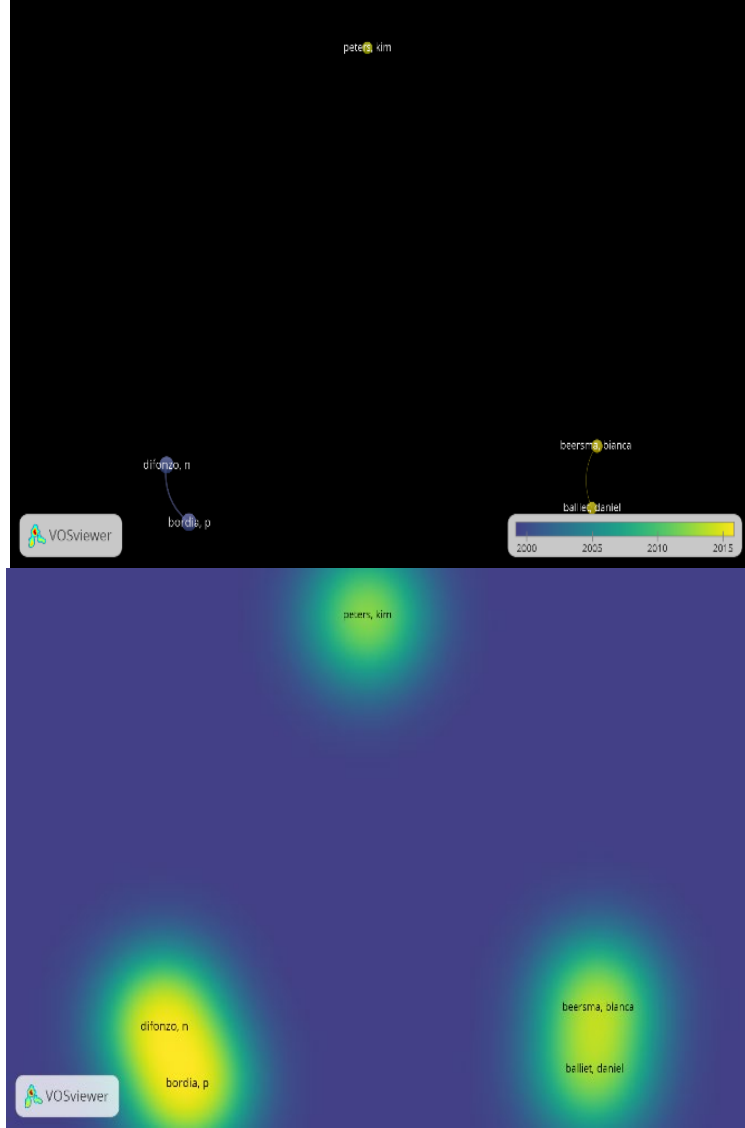 peters, kim
beersma, bianca
difonzo, n
balliet, daniel
bordia, p
VOSviewer
2000 2005 2010 2015
peters, kim
beersma, bianca
difonzo, n
balliet, daniel
bordia, p
VOSviewer